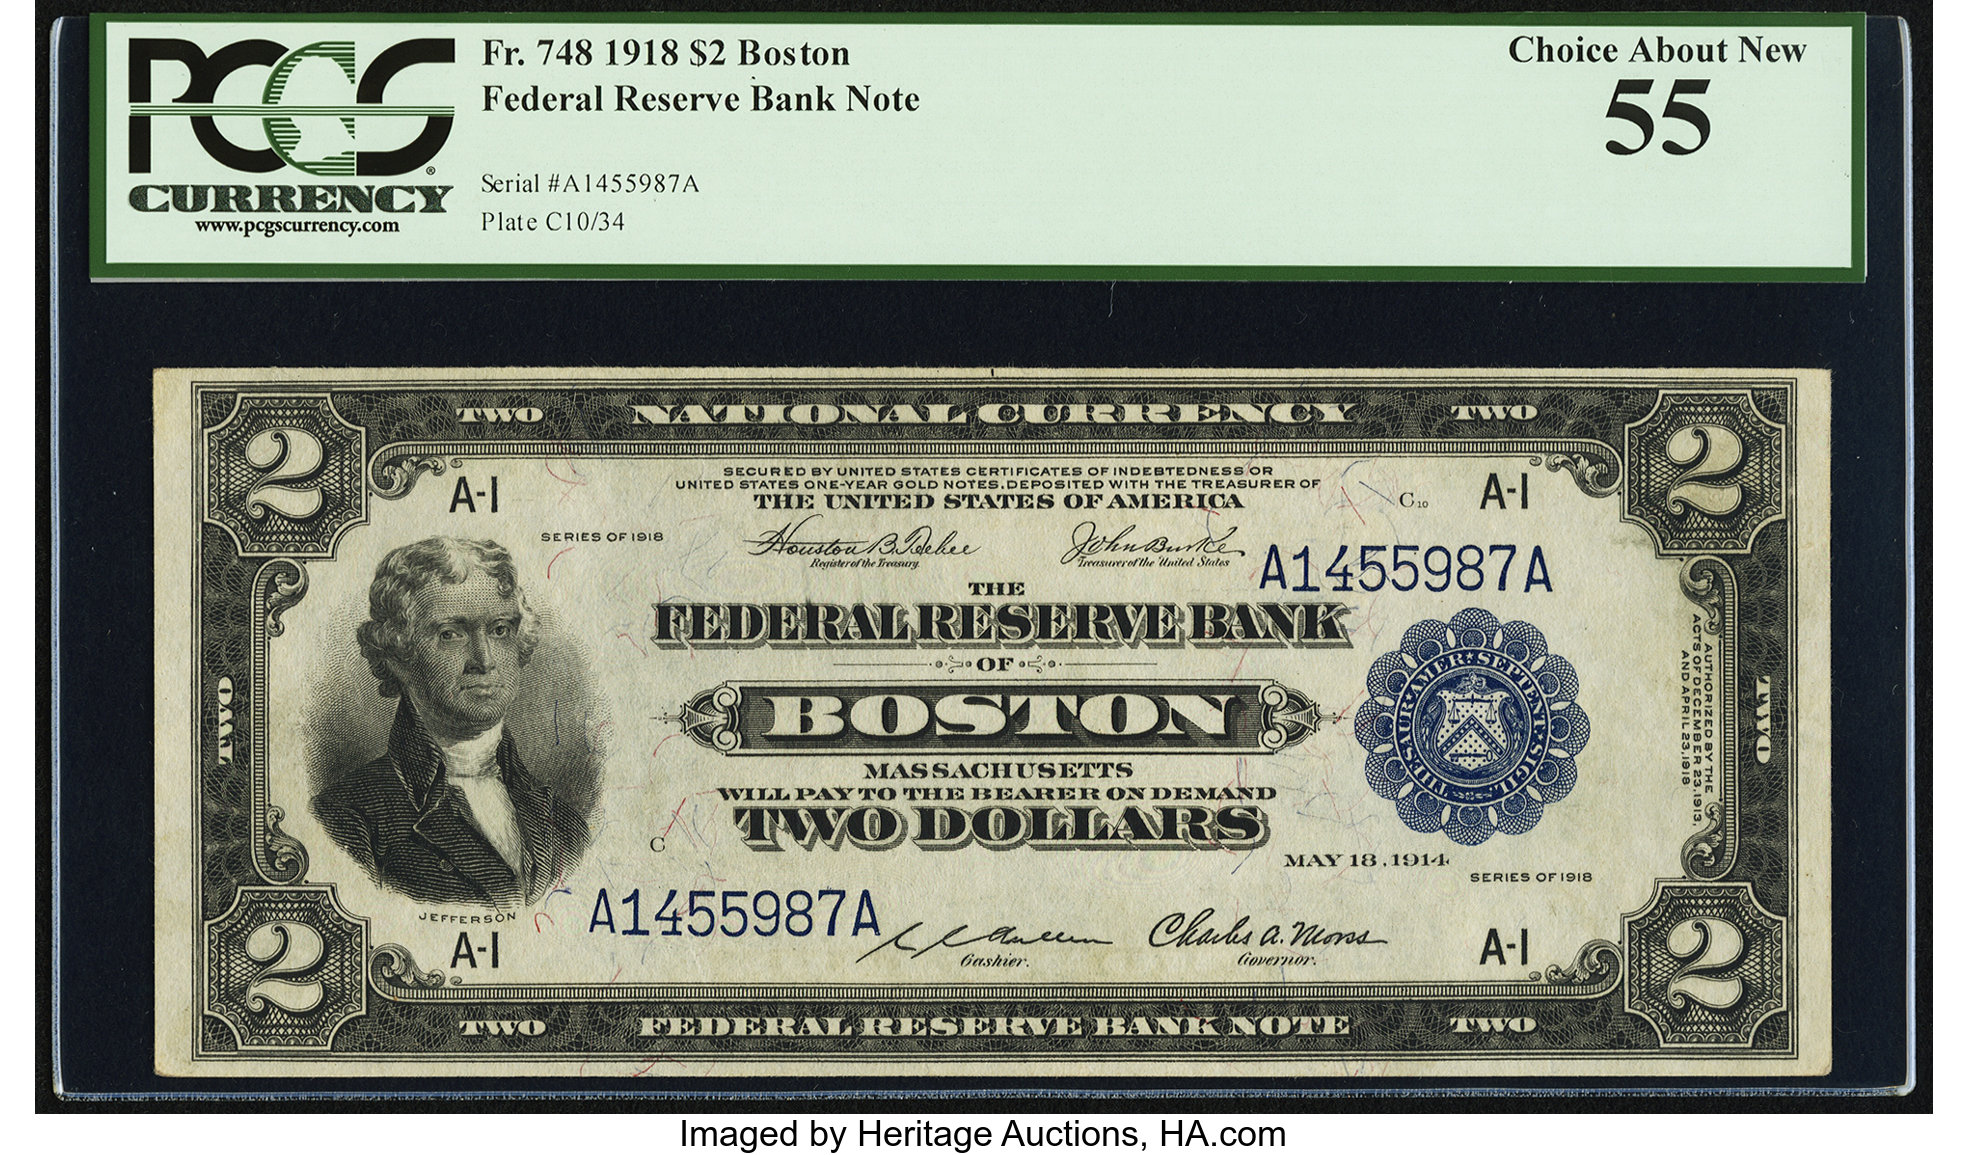 PCGS
CURRENCY
www.pcgscurrency.com
Fr. 748 1918 $2 Boston
Federal Reserve Bank Note
Serial #A1455987A
Plate C10/34
Choice About New
55
2 TWO NATIONAL CURRENCY TWO 2
SECURED BY UNITED STATES CERTIFICATES OF INDEBTEDNESS OR
UNITED STATES ONE-YEAR GOLD NOTES, DEPOSITED WITH THE TREASURER OF
THE UNITED STATES OF AMERICA
A-1 C10 A-1
SERIES OF 1918
Houston B. Teehee John Burke
Register of the Treasury. Treasurer of the United States
A1455987A
THE
FEDERAL RESERVE BANK
OF
BOSTON
MASSACHUSETTS
WILL PAY TO THE BEARER ON DEMAND
TWO DOLLARS
C
THESAUR. AMER. SEPTENT. SIGIL.
AUTHORIZED BY THE
ACTS OF DECEMBER 23, 1913,
AND APRIL 23, 1918
TWO
TWO
MAY 18, 1914.
SERIES OF 1918
JEFFERSON
A1455987A
A-1 A-1
Cashier.
Charles A. Morss
Governor.
2 TWO FEDERAL RESERVE BANK NOTE TWO 2
Imaged by Heritage Auctions, HA.com